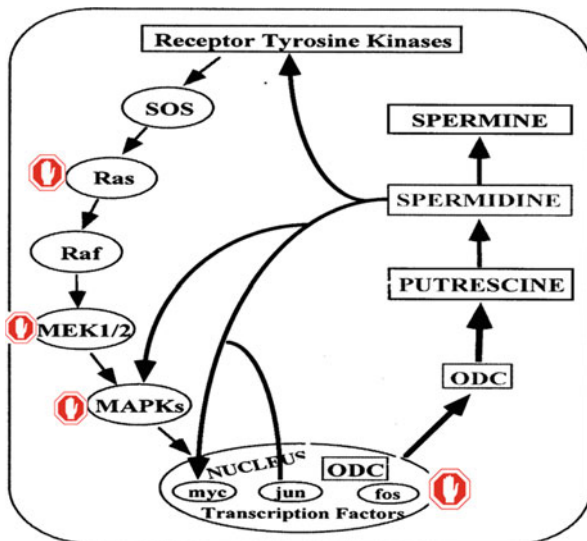 Receptor Tyrosine Kinases
SOS
Ras
Raf
MEK1/2
MAPKs
SPERMINE
SPERMIDINE
PUTRESCINE
ODC
NUCLEUS
ODC
myc
jun
fos
Transcription Factors